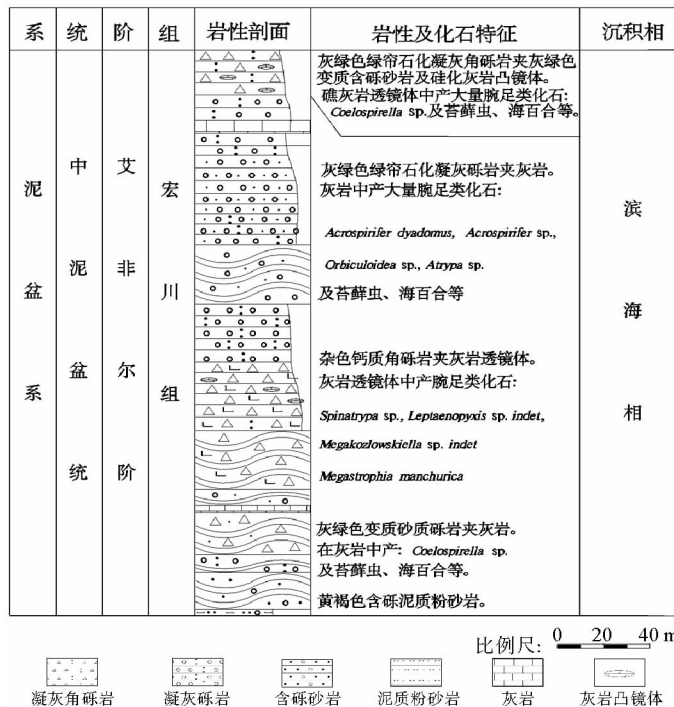 系 统 阶 组 岩性剖面 岩性及化石特征 沉积相
泥盆系
中泥盆统
艾非尔阶
宏川组
灰绿色绿帘石化凝灰角砾岩夹灰绿色
变质含砾砂岩及硅化灰岩凸镜体。
礁灰岩透镜体中产大量腕足类化石:
Coelospirella sp.及苔藓虫、海百合等。
灰绿色绿帘石化凝灰砾岩夹灰岩。
灰岩中产大量腕足类化石:
Acrospirifer dyadomus, Acrospirifer sp.,
Orbiculoidea sp., Atrypa sp.
及苔藓虫、海百合等
杂色钙质角砾岩夹灰岩透镜体。
灰岩透镜体中产腕足类化石:
Spinatrypa sp., Leptaenopyxis sp. indet,
Megakozlowskiella sp. indet
Megastrophia manchurica
灰绿色变质砂质砾岩夹灰岩。
在灰岩中产: Coelospirella sp.
及苔藓虫、海百合等。
黄褐色含砾泥质粉砂岩。
滨海相
比例尺: 0 20 40 m
凝灰角砾岩 凝灰砾岩 含砾砂岩 泥质粉砂岩 灰岩 灰岩凸镜体